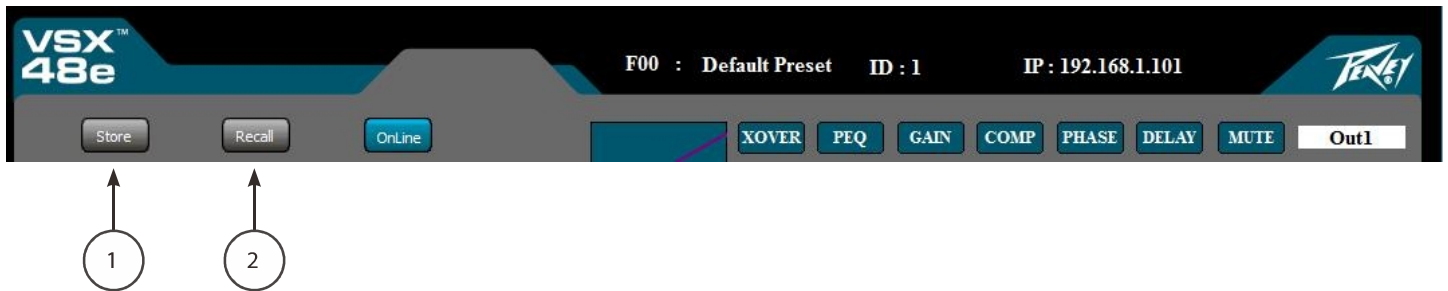 VSX™
48e
F00 : Default Preset ID : 1 IP : 192.168.1.101
PEAVEY
Store Recall OnLine XOVER PEQ GAIN COMP PHASE DELAY MUTE Out1
1 2